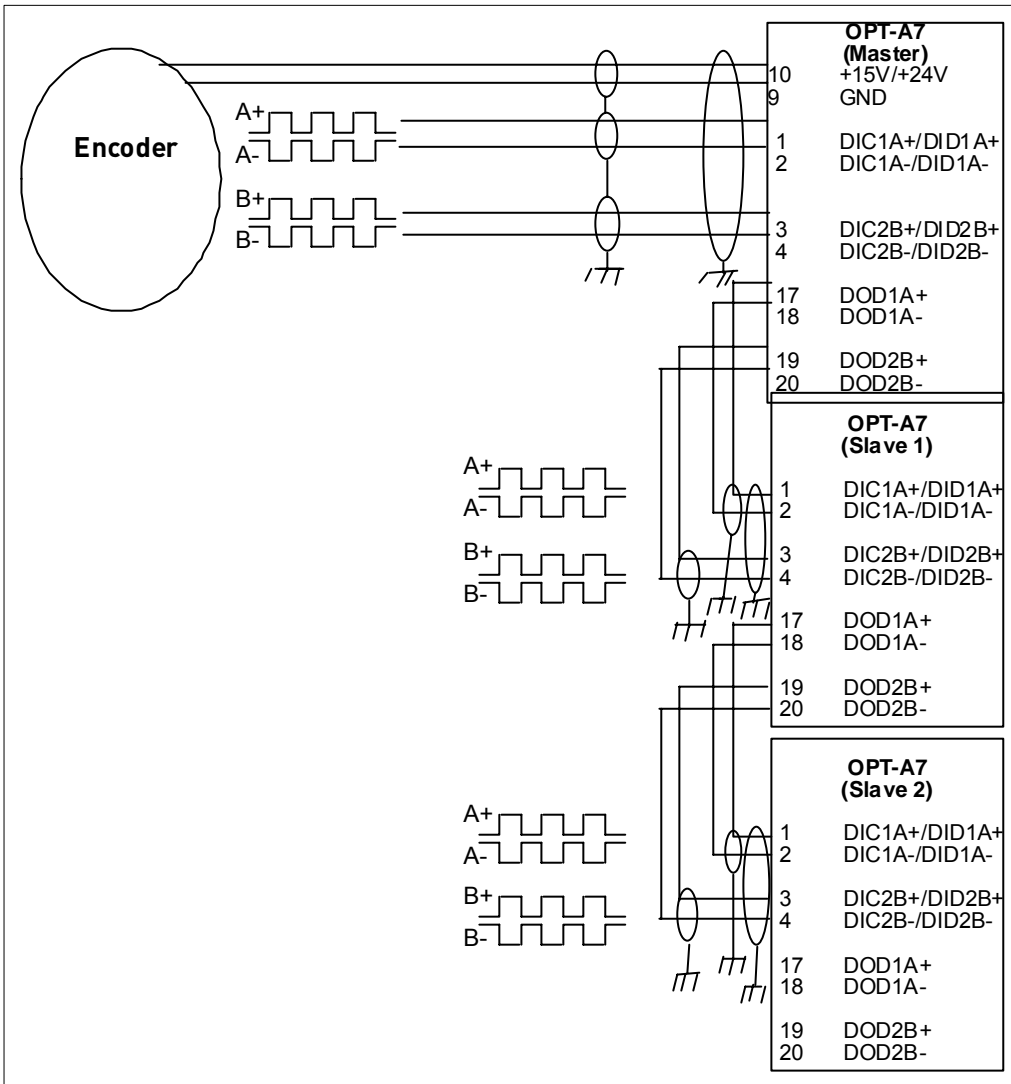 OPT-A7
(Master)
10 +15V/+24V
9 GND
Encoder
A+
A-
1 DIC1A+/DID1A+
2 DIC1A-/DID1A-
B+
B-
3 DIC2B+/DID2B+
4 DIC2B-/DID2B-
17 DOD1A+
18 DOD1A-
19 DOD2B+
20 DOD2B-
OPT-A7
(Slave 1)
A+
A-
1 DIC1A+/DID1A+
2 DIC1A-/DID1A-
B+
B-
3 DIC2B+/DID2B+
4 DIC2B-/DID2B-
17 DOD1A+
18 DOD1A-
19 DOD2B+
20 DOD2B-
OPT-A7
(Slave 2)
A+
A-
1 DIC1A+/DID1A+
2 DIC1A-/DID1A-
B+
B-
3 DIC2B+/DID2B+
4 DIC2B-/DID2B-
17 DOD1A+
18 DOD1A-
19 DOD2B+
20 DOD2B-